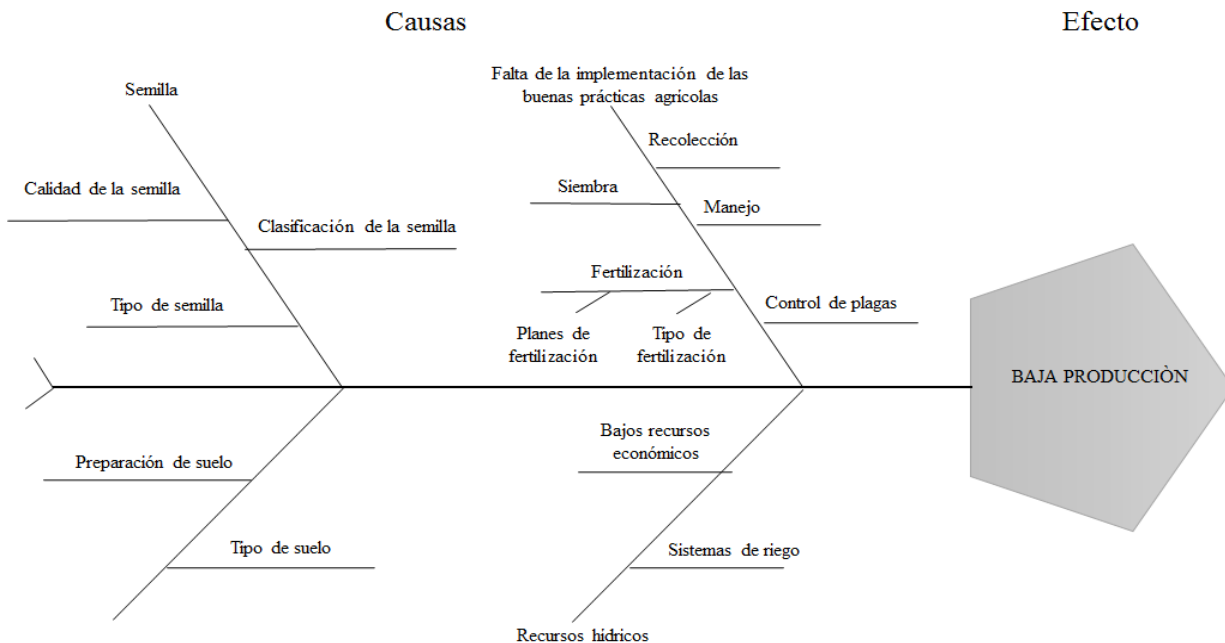 Causas
Efecto
Semilla
Falta de la implementación de las
buenas prácticas agrícolas
Recolección
Calidad de la semilla
Siembra
Manejo
Clasificación de la semilla
Fertilización
Tipo de semilla
Control de plagas
Planes de
fertilización
Tipo de
fertilización
BAJA PRODUCCIÒN
Bajos recursos
económicos
Preparación de suelo
Tipo de suelo
Sistemas de riego
Recursos hídricos